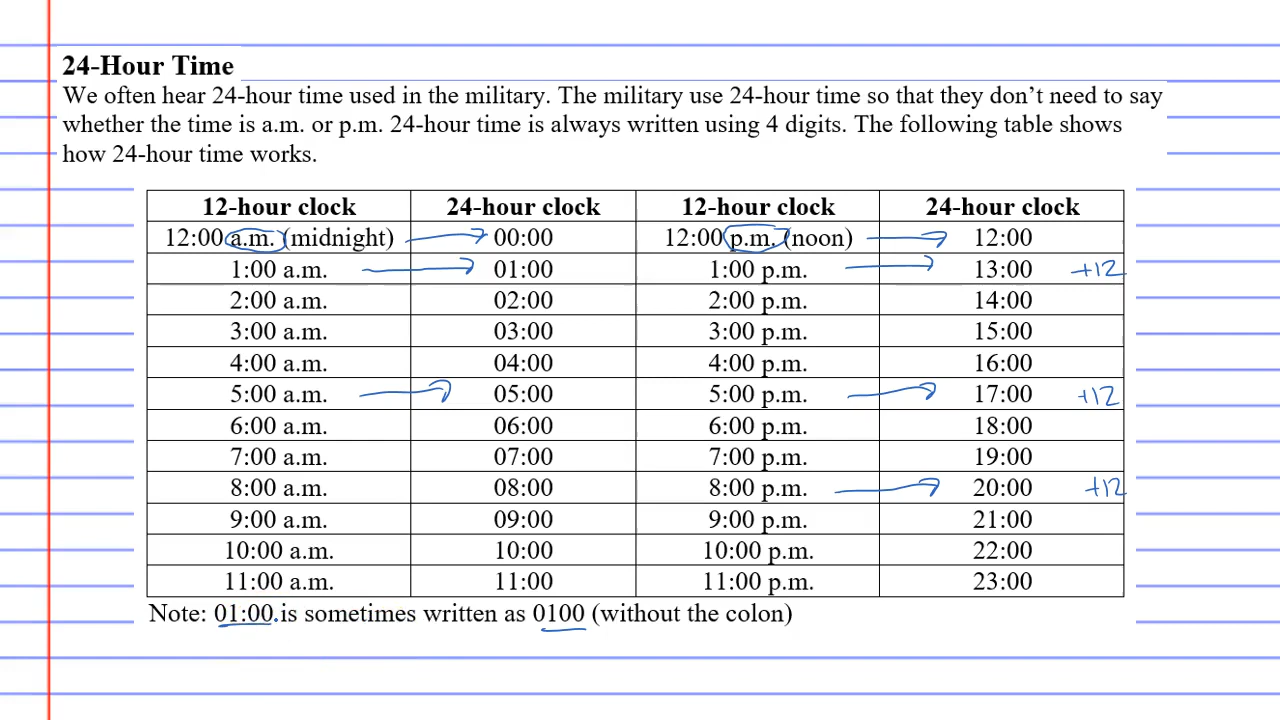 24-Hour Time
We often hear 24-hour time used in the military. The military use 24-hour time so that they don't need to say
whether the time is a.m. or p.m. 24-hour time is always written using 4 digits. The following table shows
how 24-hour time works.
12-hour clock 24-hour clock 12-hour clock 24-hour clock
12:00 a.m. (midnight) 00:00 12:00 p.m. (noon) 12:00
1:00 a.m. 01:00 1:00 p.m. 13:00 +12
2:00 a.m. 02:00 2:00 p.m. 14:00
3:00 a.m. 03:00 3:00 p.m. 15:00
4:00 a.m. 04:00 4:00 p.m. 16:00
5:00 a.m. 05:00 5:00 p.m. 17:00 +12
6:00 a.m. 06:00 6:00 p.m. 18:00
7:00 a.m. 07:00 7:00 p.m. 19:00
8:00 a.m. 08:00 8:00 p.m. 20:00 +12
9:00 a.m. 09:00 9:00 p.m. 21:00
10:00 a.m. 10:00 10:00 p.m. 22:00
11:00 a.m. 11:00 11:00 p.m. 23:00
Note: 01:00 is sometimes written as 0100 (without the colon)